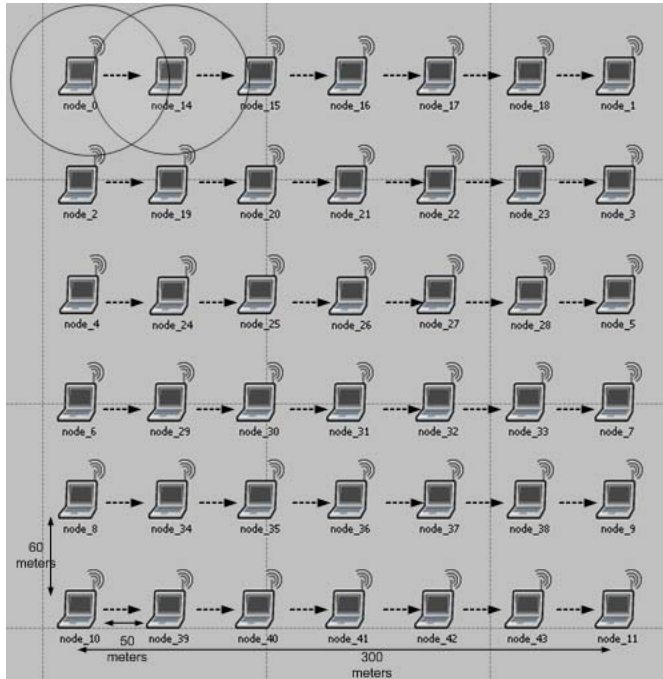 node_0 node_14 node_15 node_16 node_17 node_18 node_1
node_2 node_19 node_20 node_21 node_22 node_23 node_3
node_4 node_24 node_25 node_26 node_27 node_28 node_5
node_6 node_29 node_30 node_31 node_32 node_33 node_7
node_8 node_34 node_35 node_36 node_37 node_38 node_9
60
meters
node_10 node_39 node_40 node_41 node_42 node_43 node_11
50
meters
300
meters